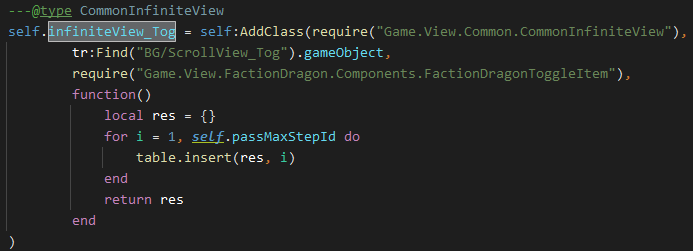 ---@type CommonInfiniteView
self.infiniteView_Tog = self:AddClass(require("Game.View.Common.CommonInfiniteView"),
tr:Find("BG/ScrollView_Tog").gameObject,
require("Game.View.FactionDragon.Components.FactionDragonToggleItem"),
function()
local res = {}
for i = 1, self.passMaxStepId do
table.insert(res, i)
end
return res
end
)